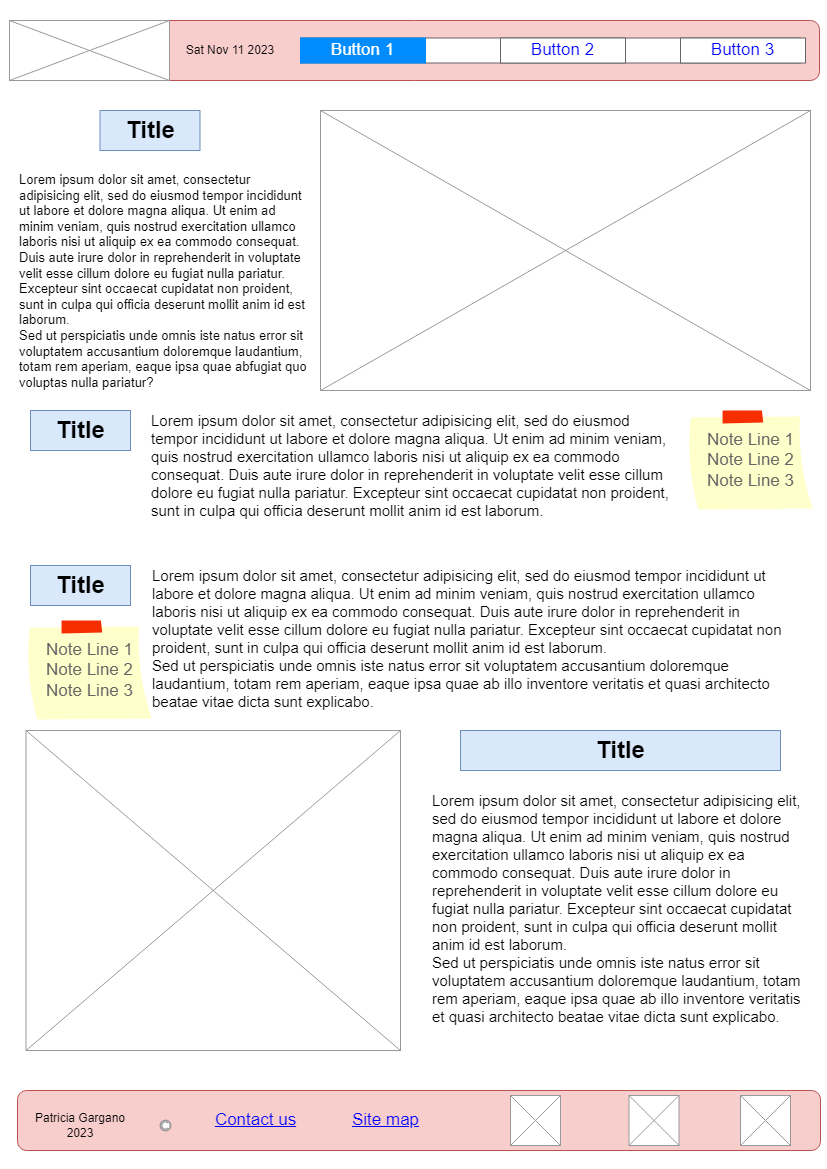 Sat Nov 11 2023
Button 1
Button 2
Button 3
Title
Lorem ipsum dolor sit amet, consectetur
adipisicing elit, sed do eiusmod tempor incididunt
ut labore et dolore magna aliqua. Ut enim ad
minim veniam, quis nostrud exercitation ullamco
laboris nisi ut aliquip ex ea commodo consequat.
Duis aute irure dolor in reprehenderit in voluptate
velit esse cillum dolore eu fugiat nulla pariatur.
Excepteur sint occaecat cupidatat non proident,
sunt in culpa qui officia deserunt mollit anim id est
laborum.
Sed ut perspiciatis unde omnis iste natus error sit
voluptatem accusantium doloremque laudantium,
totam rem aperiam, eaque ipsa quae abfugiat quo
voluptas nulla pariatur?
Title
Lorem ipsum dolor sit amet, consectetur adipisicing elit, sed do eiusmod
tempor incididunt ut labore et dolore magna aliqua. Ut enim ad minim veniam,
quis nostrud exercitation ullamco laboris nisi ut aliquip ex ea commodo
consequat. Duis aute irure dolor in reprehenderit in voluptate velit esse cillum
dolore eu fugiat nulla pariatur. Excepteur sint occaecat cupidatat non proident,
sunt in culpa qui officia deserunt mollit anim id est laborum.
Note Line 1
Note Line 2
Note Line 3
Title
Note Line 1
Note Line 2
Note Line 3
Lorem ipsum dolor sit amet, consectetur adipisicing elit, sed do eiusmod tempor incididunt ut
labore et dolore magna aliqua. Ut enim ad minim veniam, quis nostrud exercitation ullamco
laboris nisi ut aliquip ex ea commodo consequat. Duis aute irure dolor in reprehenderit in
voluptate velit esse cillum dolore eu fugiat nulla pariatur. Excepteur sint occaecat cupidatat non
proident, sunt in culpa qui officia deserunt mollit anim id est laborum.
Sed ut perspiciatis unde omnis iste natus error sit voluptatem accusantium doloremque
laudantium, totam rem aperiam, eaque ipsa quae ab illo inventore veritatis et quasi architecto
beatae vitae dicta sunt explicabo.
Title
Lorem ipsum dolor sit amet, consectetur adipisicing elit,
sed do eiusmod tempor incididunt ut labore et dolore
magna aliqua. Ut enim ad minim veniam, quis nostrud
exercitation ullamco laboris nisi ut aliquip ex ea
commodo consequat. Duis aute irure dolor in
reprehenderit in voluptate velit esse cillum dolore eu
fugiat nulla pariatur. Excepteur sint occaecat cupidatat
non proident, sunt in culpa qui officia deserunt mollit
anim id est laborum.
Sed ut perspiciatis unde omnis iste natus error sit
voluptatem accusantium doloremque laudantium, totam
rem aperiam, eaque ipsa quae ab illo inventore veritatis
et quasi architecto beatae vitae dicta sunt explicabo.
Patricia Gargano
2023
Contact us
Site map